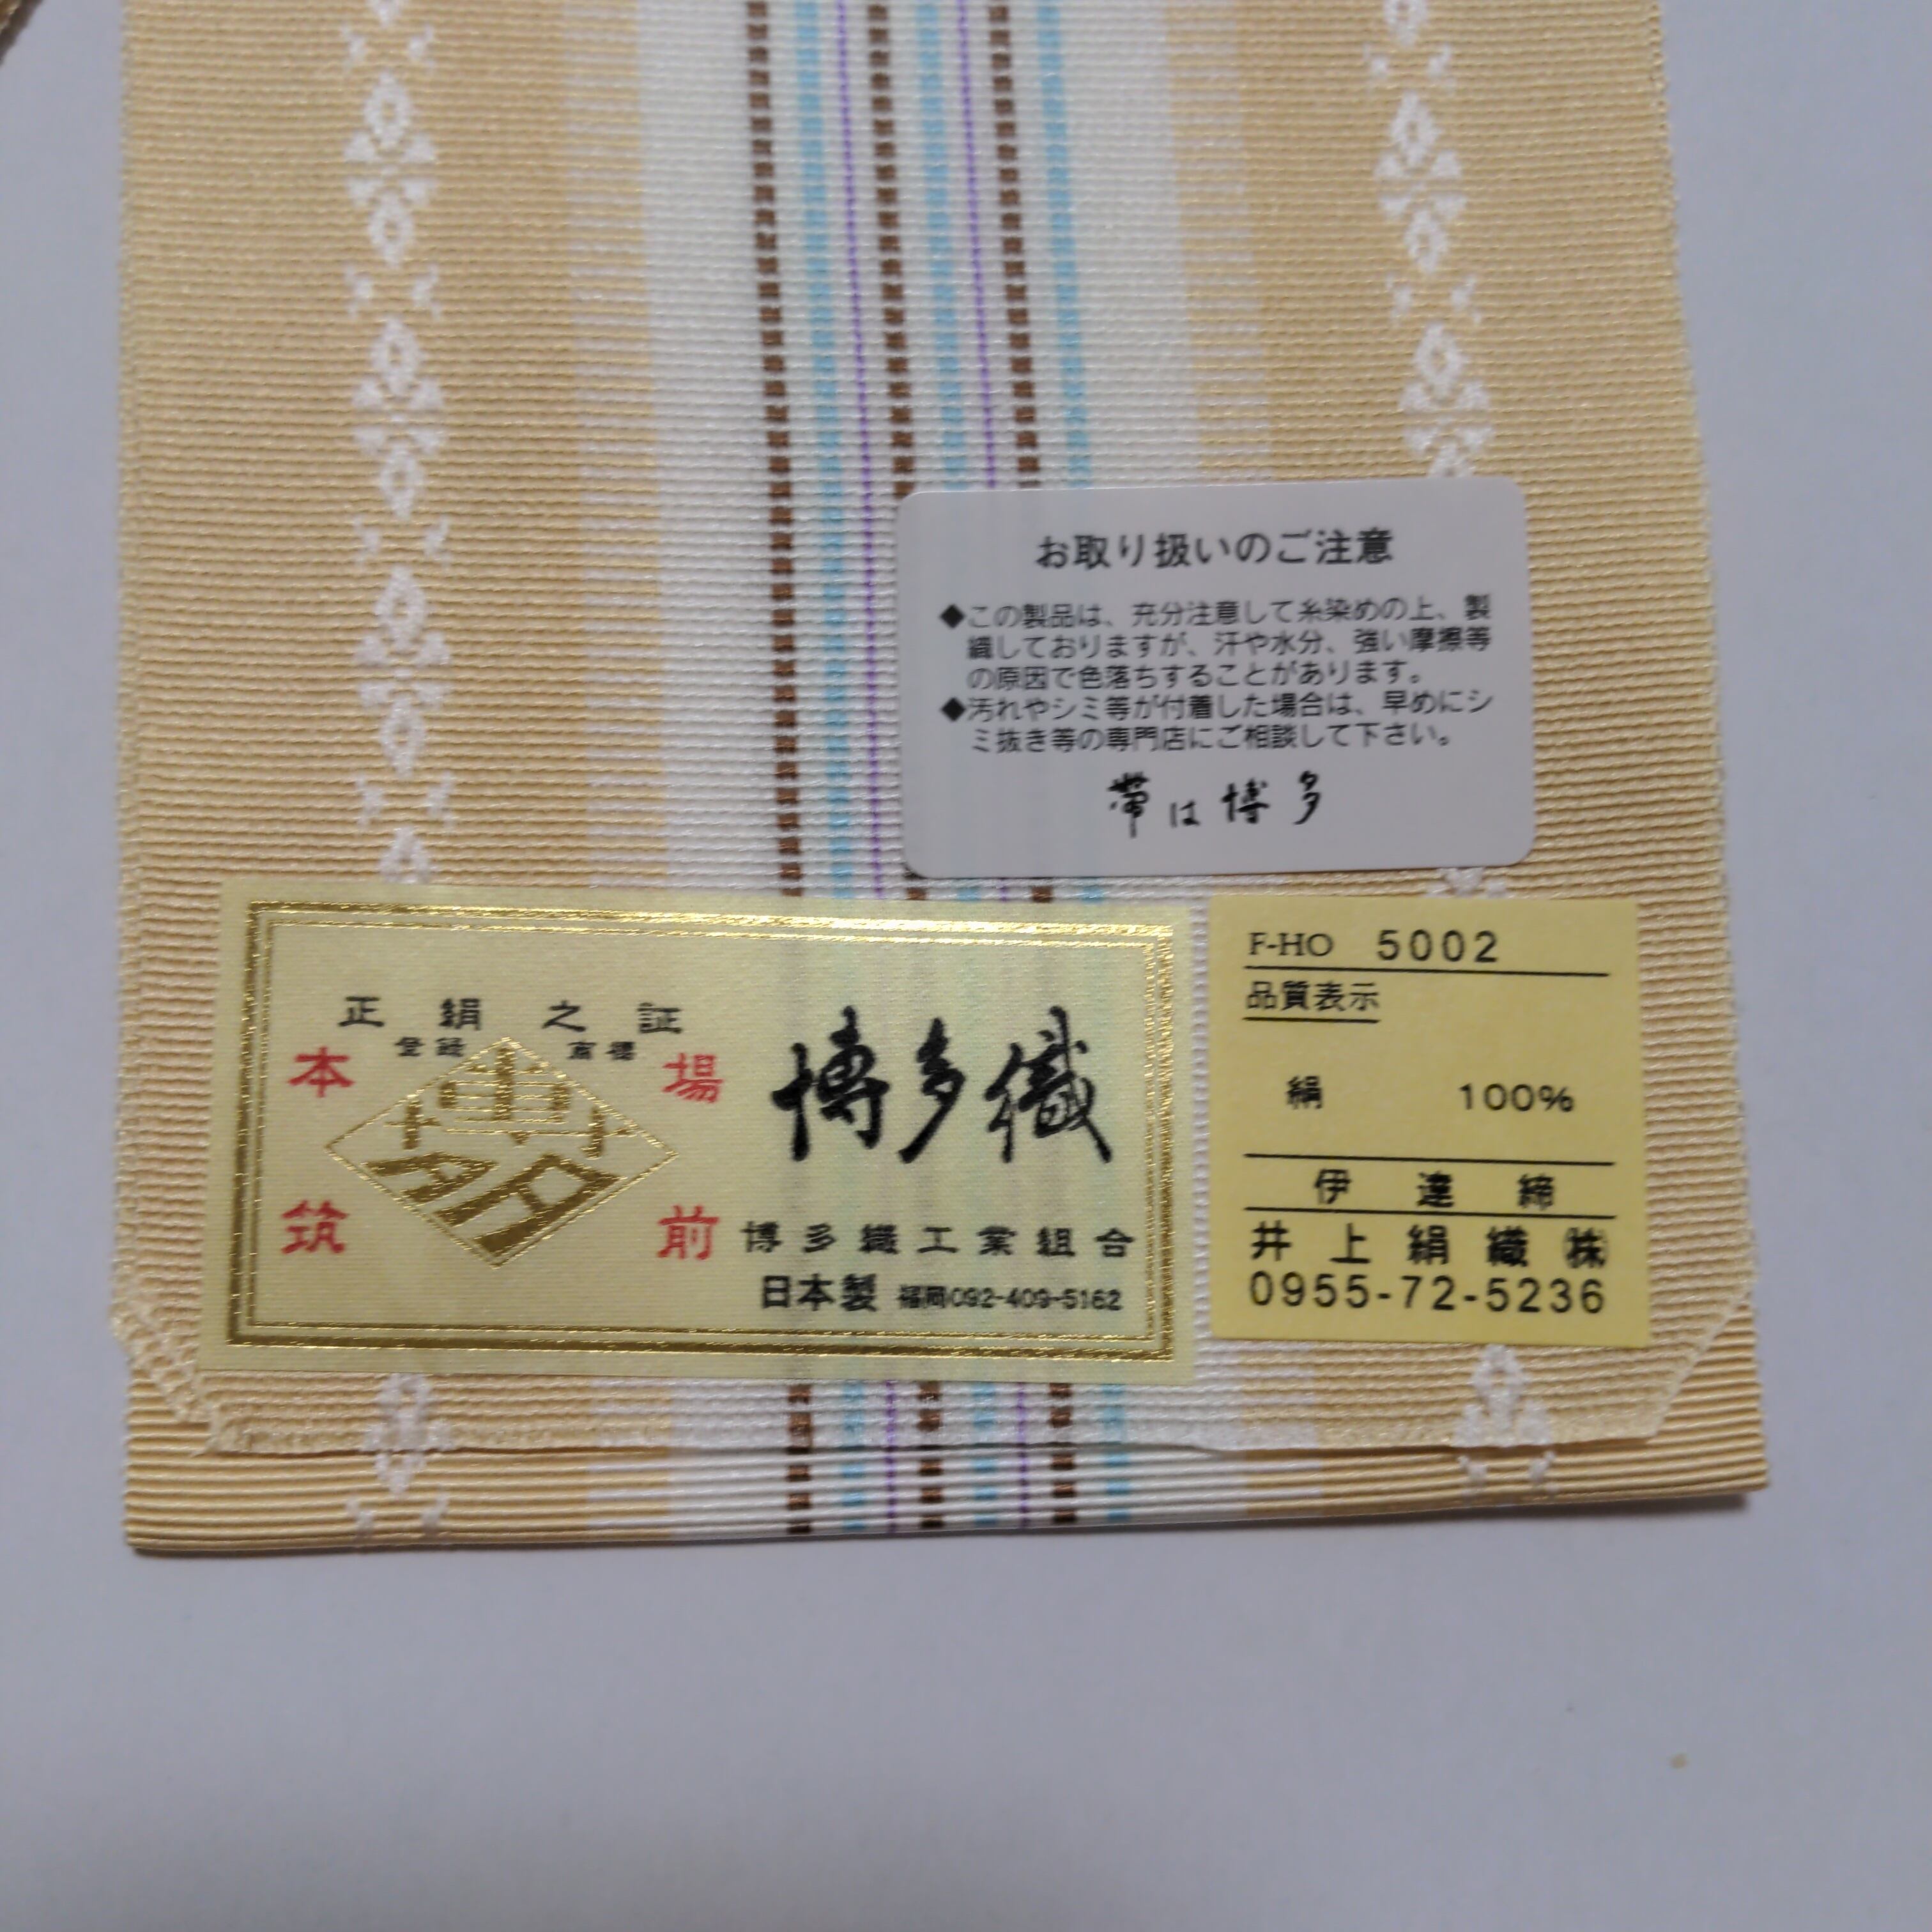 お取り扱いのご注意
◆この製品は、充分注意して糸染めの上、製
織しておりますが、汗や水分、強い摩擦等
の原因で色落ちすることがあります。
◆汚れやシミ等が付着した場合は、早めにシ
ミ抜き等の専門店にご相談して下さい。
帯は博多
正絹之証
登録 商標
本場
博多
筑前
博多織
博多織工業組合
日本製 福岡092-409-5162
F-HO 5002
品質表示
絹 100%
伊達締
井上絹織㈱
0955-72-5236